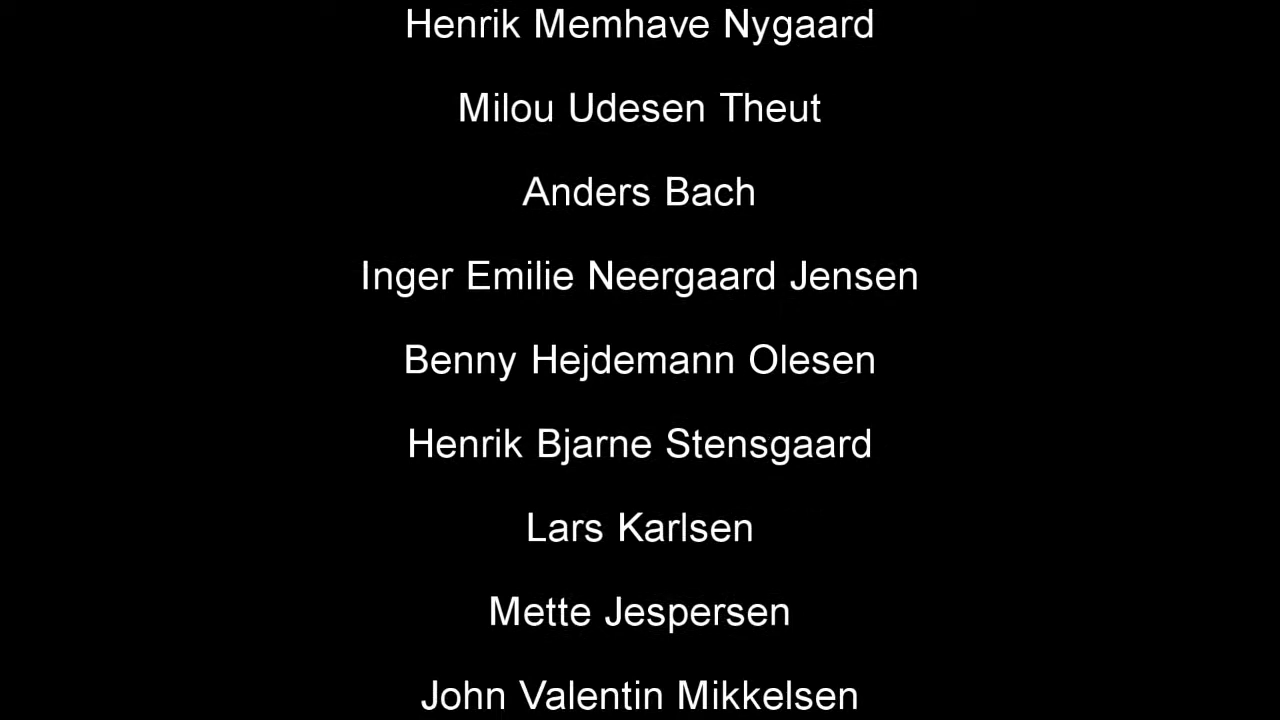 Henrik Memhave Nygaard
Milou Udesen Theut
Anders Bach
Inger Emilie Neergaard Jensen
Benny Hejdemann Olesen
Henrik Bjarne Stensgaard
Lars Karlsen
Mette Jespersen
John Valentin Mikkelsen